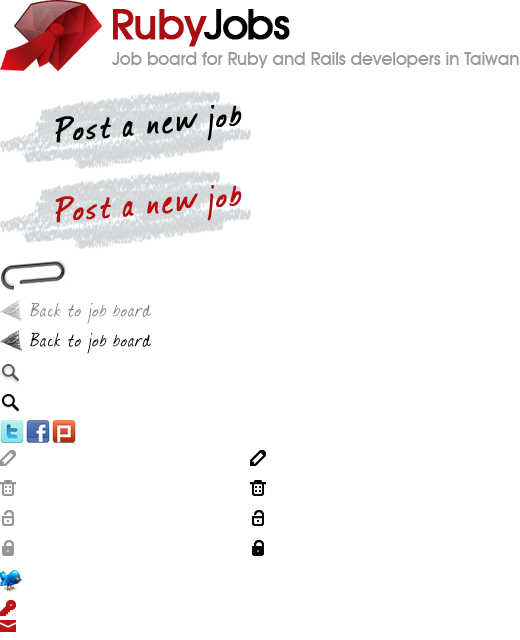 RubyJobs
Job board for Ruby and Rails developers in Taiwan
Post a new job
Post a new job
Back to job board
Back to job board